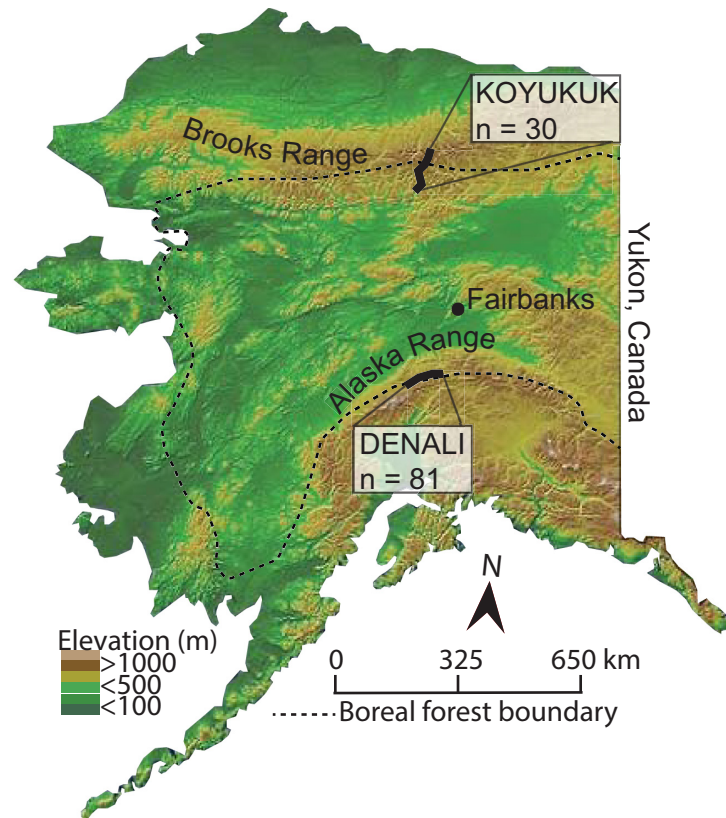 KOYUKUK
n = 30
Brooks Range
Yukon, Canada
Fairbanks
Alaska Range
DENALI
n = 81
N
Elevation (m)
>1000
<500
<100
0 325 650 km
Boreal forest boundary